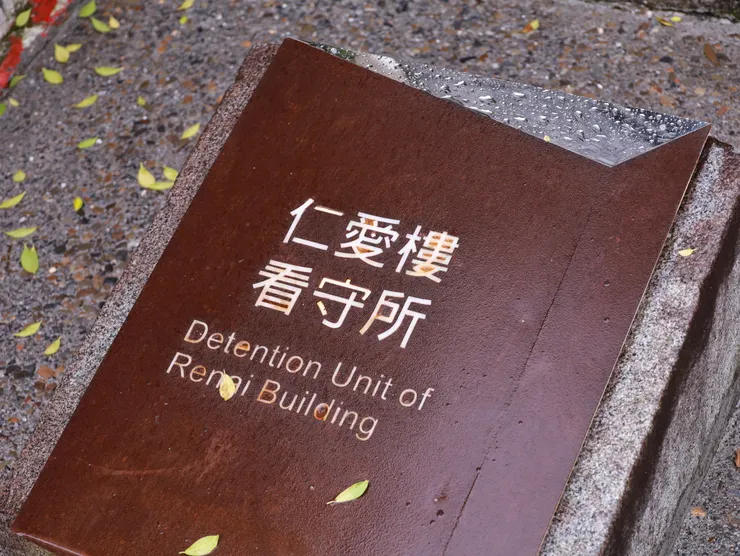 仁愛樓
看守所
Detention Unit of
Renai Building